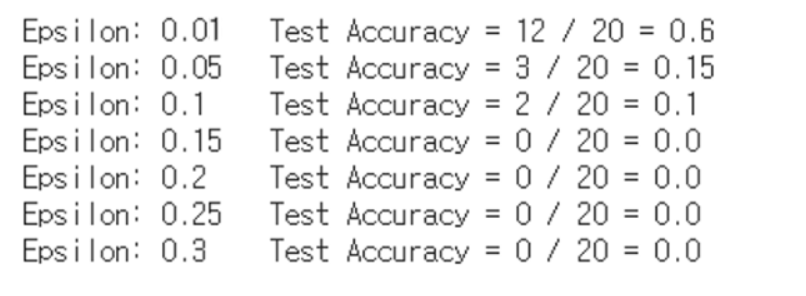 Epsilon: 0.01 Test Accuracy = 12 / 20 = 0.6
Epsilon: 0.05 Test Accuracy = 3 / 20 = 0.15
Epsilon: 0.1 Test Accuracy = 2 / 20 = 0.1
Epsilon: 0.15 Test Accuracy = 0 / 20 = 0.0
Epsilon: 0.2 Test Accuracy = 0 / 20 = 0.0
Epsilon: 0.25 Test Accuracy = 0 / 20 = 0.0
Epsilon: 0.3 Test Accuracy = 0 / 20 = 0.0